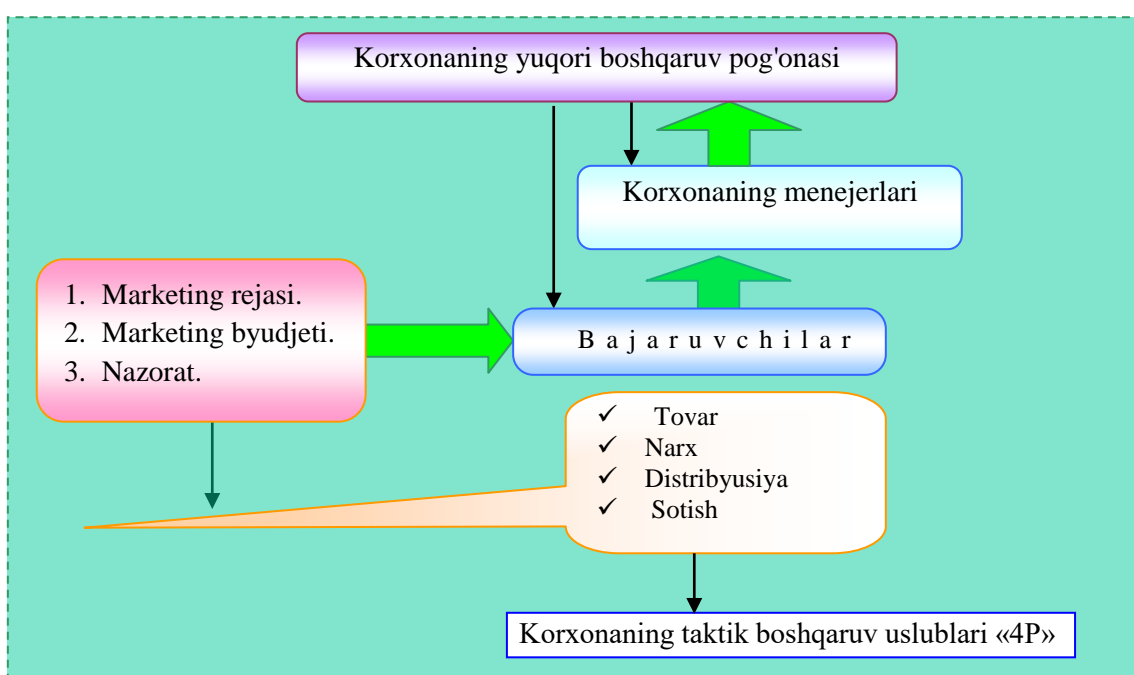 Korxonaning yuqori boshqaruv pog'onasi
Korxonaning menejerlari
1. Marketing rejasi.
2. Marketing byudjeti.
3. Nazorat.
Bajaruvchilar
✓ Tovar
✓ Narx
✓ Distribyusiya
✓ Sotish
Korxonaning taktik boshqaruv uslublari «4P»